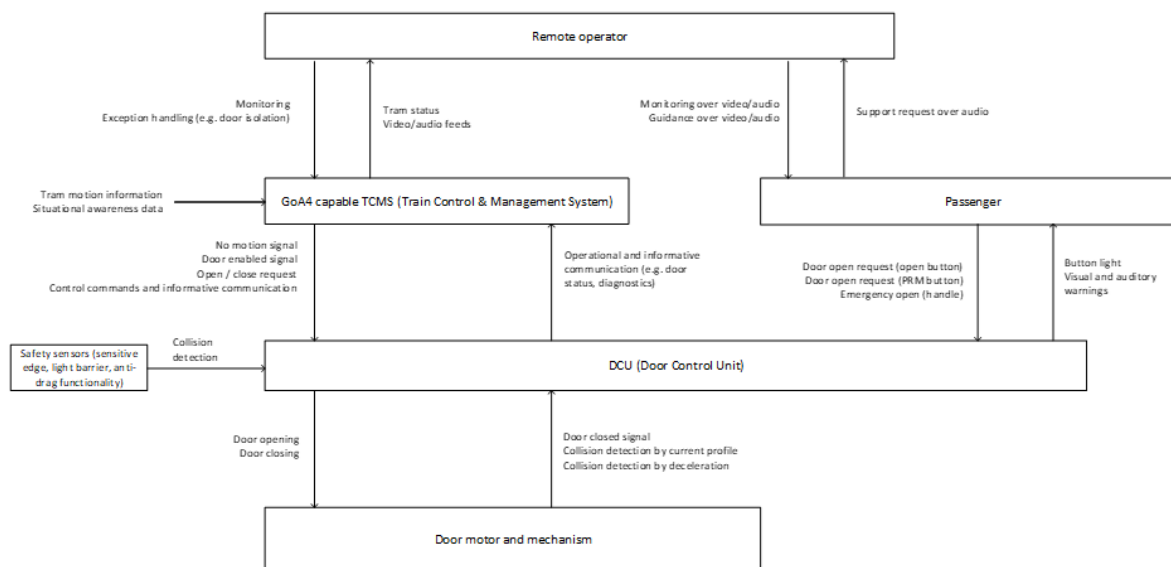 Remote operator
Monitoring
Exception handling (e.g. door isolation)
Tram status
Video/audio feeds
Monitoring over video/audio
Guidance over video/audio
Support request over audio
Tram motion information
Situational awareness data
GoA4 capable TCMS (Train Control & Management System)
Passenger
No motion signal
Door enabled signal
Open / close request
Control commands and informative communication
Operational and informative
communication (e.g. door
status, diagnostics)
Door open request (open button)
Door open request (PRM button)
Emergency open (handle)
Button light
Visual and auditory
warnings
Safety sensors (sensitive
edge, light barrier, anti-
drag functionality)
Collision
detection
DCU (Door Control Unit)
Door opening
Door closing
Door closed signal
Collision detection by current profile
Collision detection by deceleration
Door motor and mechanism